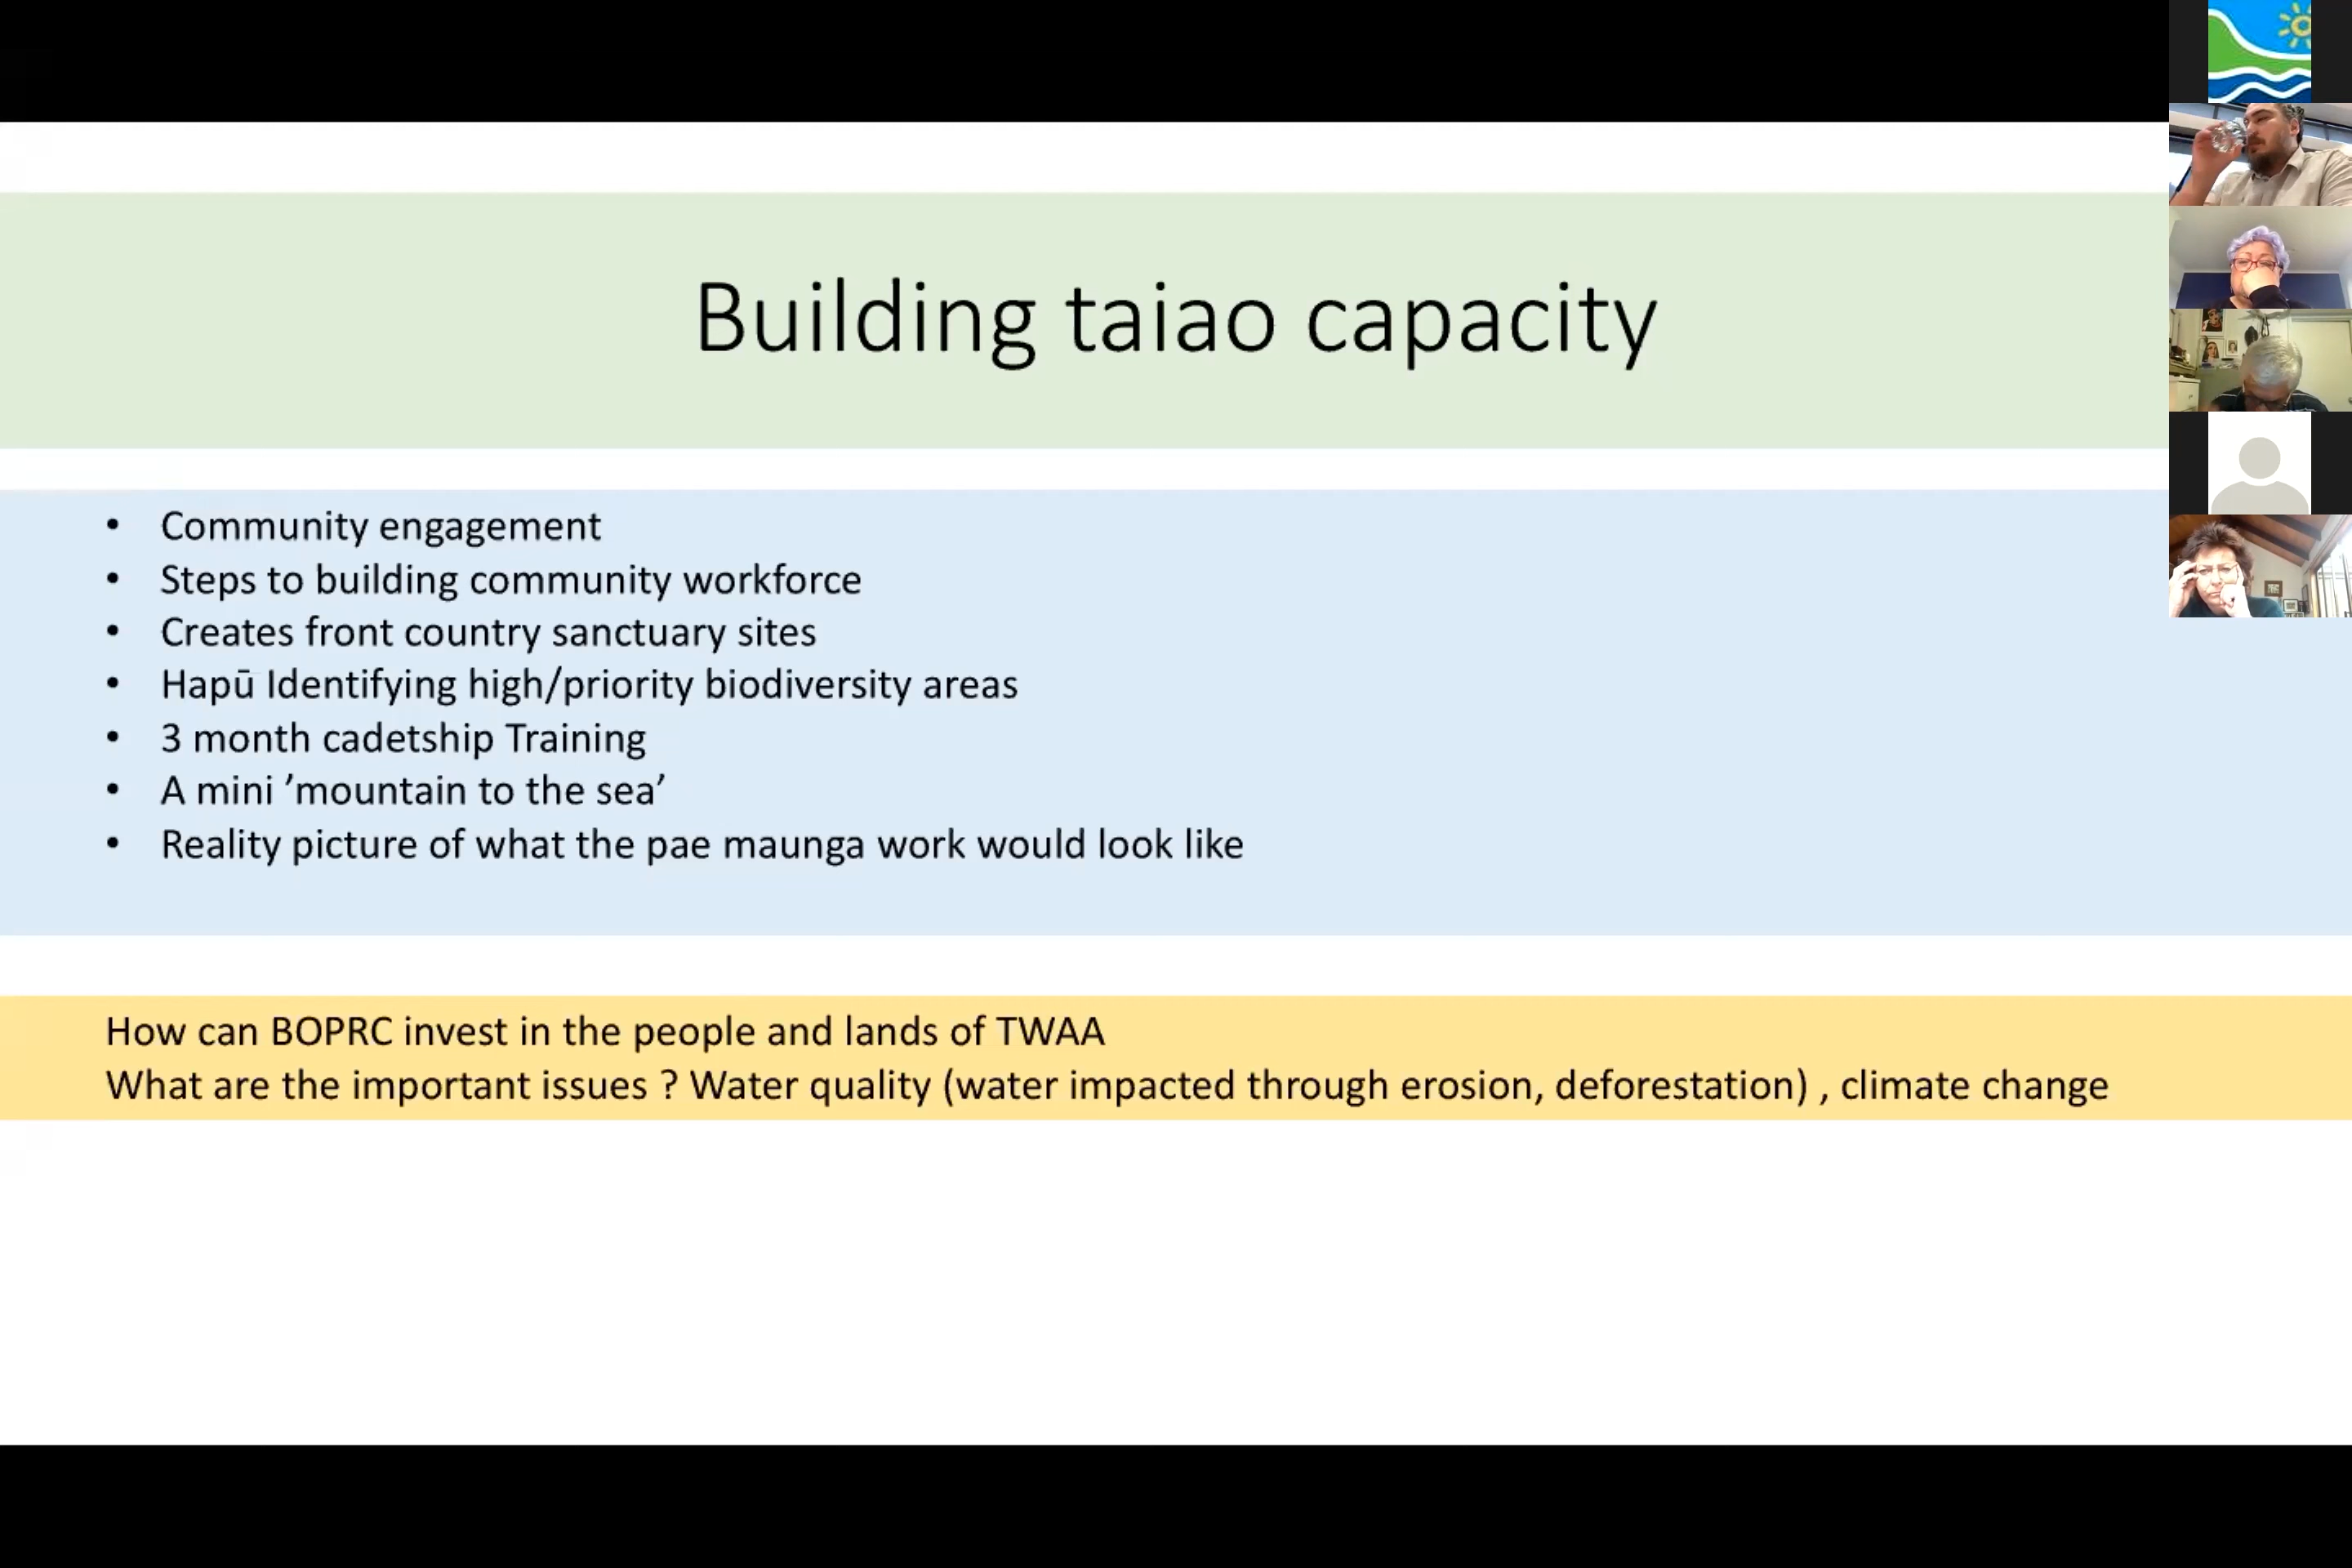 Building taiao capacity
• Community engagement
• Steps to building community workforce
• Creates front country sanctuary sites
• Hapū Identifying high/priority biodiversity areas
• 3 month cadetship Training
• A mini ’mountain to the sea’
• Reality picture of what the pae maunga work would look like
How can BOPRC invest in the people and lands of TWAA
What are the important issues ? Water quality (water impacted through erosion, deforestation) , climate change